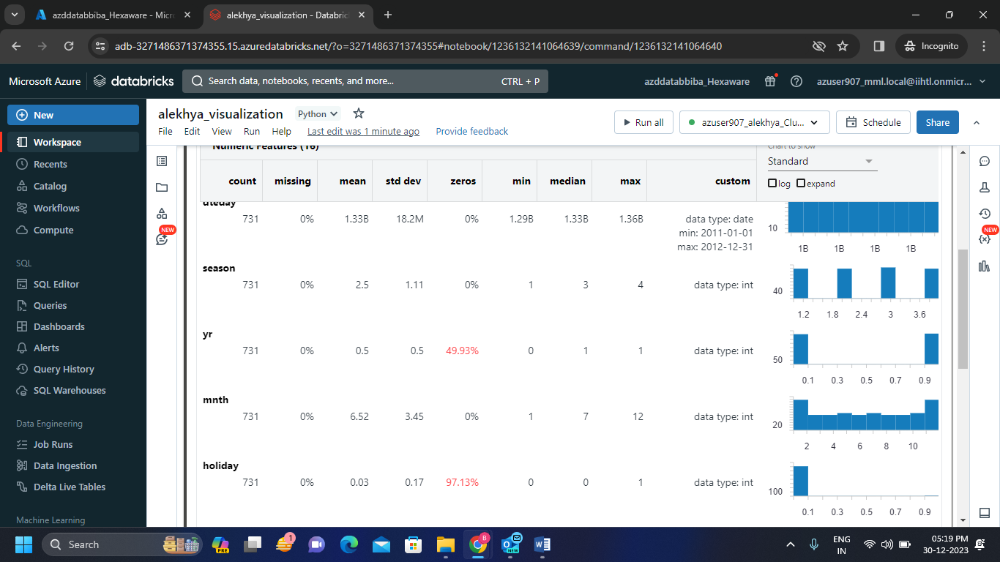 azddatabbiba_Hexaware - Micr
alekhya_visualization - Databric
adb-3271486371374355.15.azuredatabricks.net/?o=3271486371374355#notebook/1236132141064639/command/1236132141064640
Incognito
Microsoft Azure databricks
Search data, notebooks, recents, and more... CTRL + P
azddatabbiba_Hexaware
azuser907_mml.local@iihtl.onmicr...
New
Workspace
Recents
Catalog
Workflows
Compute
SQL
SQL Editor
Queries
Dashboards
Alerts
Query History
SQL Warehouses
Data Engineering
Job Runs
Data Ingestion
Delta Live Tables
Machine Learning
alekhya_visualization Python
File Edit View Run Help Last edit was 1 minute ago Provide feedback
Run all azuser907_alekhya_Clu... Schedule Share
NEW
NEW
Numeric Features (16)
Chart to show
Standard
log expand
count missing mean std dev zeros min median max custom
dteday
731 0% 1.33B 18.2M 0% 1.29B 1.33B 1.36B data type: date
min: 2011-01-01
max: 2012-12-31
10
1B 1B 1B 1B
season
731 0% 2.5 1.11 0% 1 3 4 data type: int
40
1.2 1.8 2.4 3 3.6
yr
731 0% 0.5 0.5 49.93% 0 1 1 data type: int
50
0.1 0.3 0.5 0.7 0.9
mnth
731 0% 6.52 3.45 0% 1 7 12 data type: int
20
2 4 6 8 10
holiday
731 0% 0.03 0.17 97.13% 0 0 1 data type: int
100
0.1 0.3 0.5 0.7 0.9
Search
PRE
1
8
NEW
ENG
IN
05:19 PM
30-12-2023